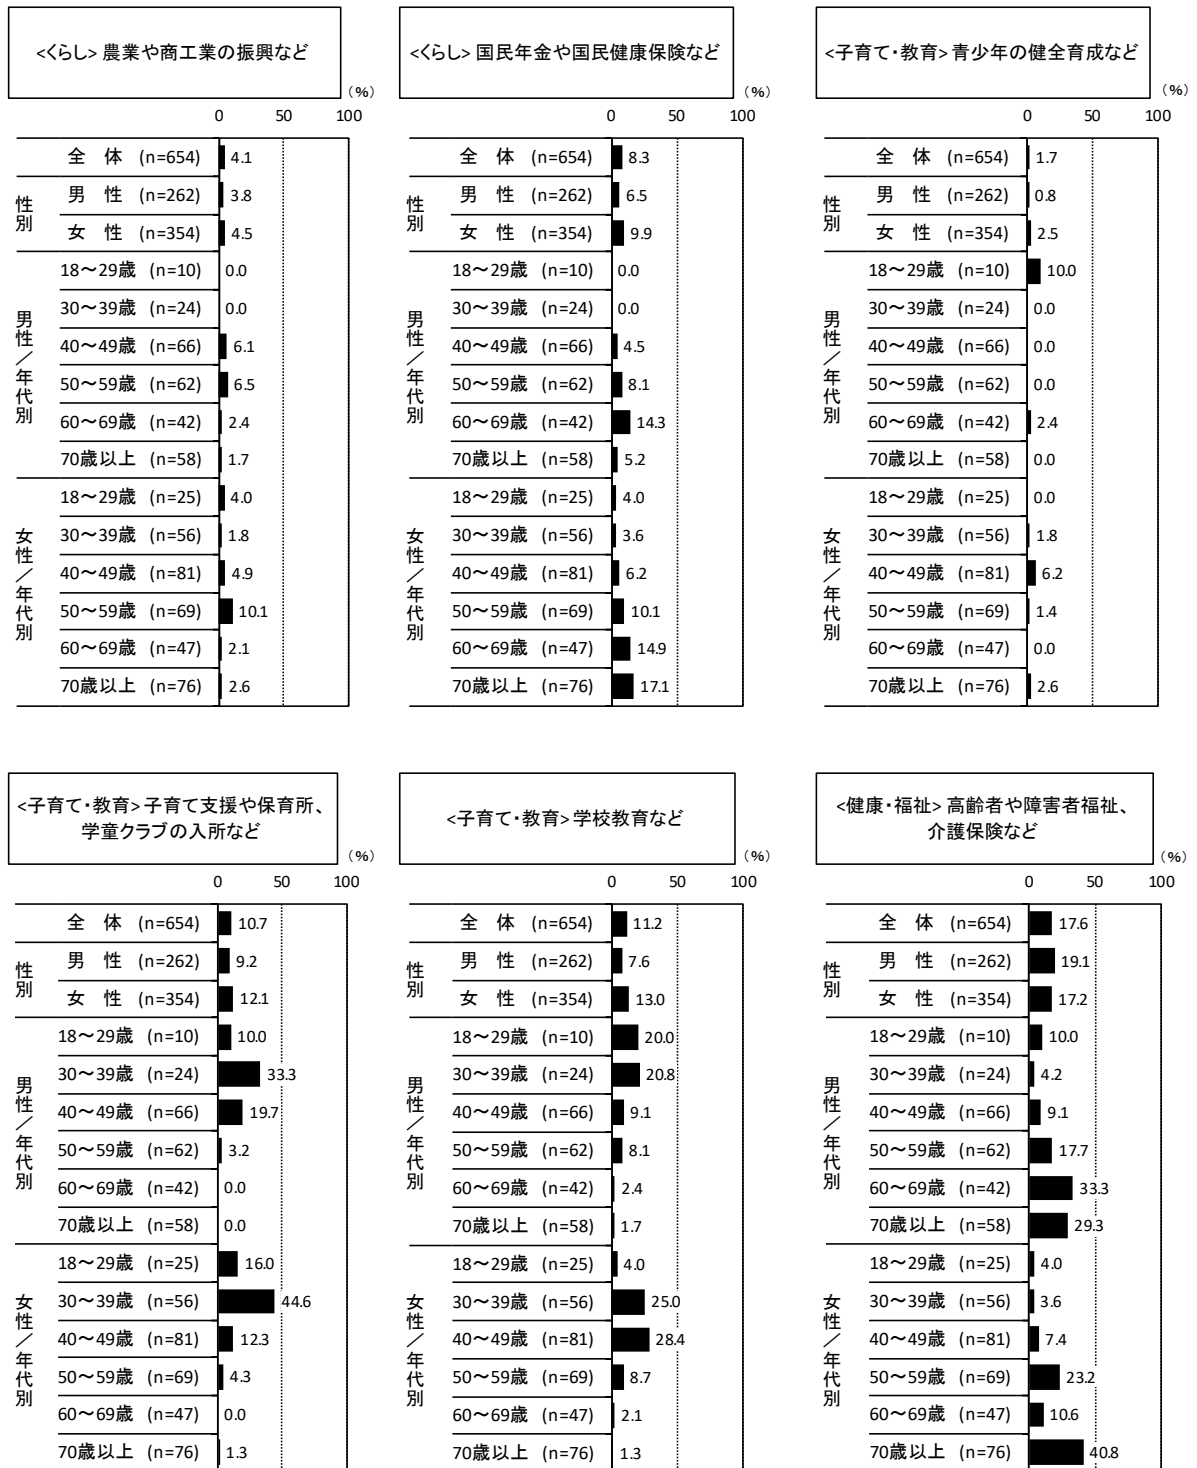 <くらし> 農業や商工業の振興など
(%)
0 50 100
全 体 (n=654) 4.1
性別
男 性 (n=262) 3.8
女 性 (n=354) 4.5
男性/年代別
18~29歳 (n=10) 0.0
30~39歳 (n=24) 0.0
40~49歳 (n=66) 6.1
50~59歳 (n=62) 6.5
60~69歳 (n=42) 2.4
70歳以上 (n=58) 1.7
女性/年代別
18~29歳 (n=25) 4.0
30~39歳 (n=56) 1.8
40~49歳 (n=81) 4.9
50~59歳 (n=69) 10.1
60~69歳 (n=47) 2.1
70歳以上 (n=76) 2.6
<くらし> 国民年金や国民健康保険など
(%)
0 50 100
全 体 (n=654) 8.3
性別
男 性 (n=262) 6.5
女 性 (n=354) 9.9
男性/年代別
18~29歳 (n=10) 0.0
30~39歳 (n=24) 0.0
40~49歳 (n=66) 4.5
50~59歳 (n=62) 8.1
60~69歳 (n=42) 14.3
70歳以上 (n=58) 5.2
女性/年代別
18~29歳 (n=25) 4.0
30~39歳 (n=56) 3.6
40~49歳 (n=81) 6.2
50~59歳 (n=69) 10.1
60~69歳 (n=47) 14.9
70歳以上 (n=76) 17.1
<子育て・教育> 青少年の健全育成など
(%)
0 50 100
全 体 (n=654) 1.7
性別
男 性 (n=262) 0.8
女 性 (n=354) 2.5
男性/年代別
18~29歳 (n=10) 10.0
30~39歳 (n=24) 0.0
40~49歳 (n=66) 0.0
50~59歳 (n=62) 0.0
60~69歳 (n=42) 2.4
70歳以上 (n=58) 0.0
女性/年代別
18~29歳 (n=25) 0.0
30~39歳 (n=56) 1.8
40~49歳 (n=81) 6.2
50~59歳 (n=69) 1.4
60~69歳 (n=47) 0.0
70歳以上 (n=76) 2.6
<子育て・教育> 子育て支援や保育所、
学童クラブの入所など
(%)
0 50 100
全 体 (n=654) 10.7
性別
男 性 (n=262) 9.2
女 性 (n=354) 12.1
男性/年代別
18~29歳 (n=10) 10.0
30~39歳 (n=24) 33.3
40~49歳 (n=66) 19.7
50~59歳 (n=62) 3.2
60~69歳 (n=42) 0.0
70歳以上 (n=58) 0.0
女性/年代別
18~29歳 (n=25) 16.0
30~39歳 (n=56) 44.6
40~49歳 (n=81) 12.3
50~59歳 (n=69) 4.3
60~69歳 (n=47) 0.0
70歳以上 (n=76) 1.3
<子育て・教育> 学校教育など
(%)
0 50 100
全 体 (n=654) 11.2
性別
男 性 (n=262) 7.6
女 性 (n=354) 13.0
男性/年代別
18~29歳 (n=10) 20.0
30~39歳 (n=24) 20.8
40~49歳 (n=66) 9.1
50~59歳 (n=62) 8.1
60~69歳 (n=42) 2.4
70歳以上 (n=58) 1.7
女性/年代別
18~29歳 (n=25) 4.0
30~39歳 (n=56) 25.0
40~49歳 (n=81) 28.4
50~59歳 (n=69) 8.7
60~69歳 (n=47) 2.1
70歳以上 (n=76) 1.3
<健康・福祉> 高齢者や障害者福祉、
介護保険など
(%)
0 50 100
全 体 (n=654) 17.6
性別
男 性 (n=262) 19.1
女 性 (n=354) 17.2
男性/年代別
18~29歳 (n=10) 10.0
30~39歳 (n=24) 4.2
40~49歳 (n=66) 9.1
50~59歳 (n=62) 17.7
60~69歳 (n=42) 33.3
70歳以上 (n=58) 29.3
女性/年代別
18~29歳 (n=25) 4.0
30~39歳 (n=56) 3.6
40~49歳 (n=81) 7.4
50~59歳 (n=69) 23.2
60~69歳 (n=47) 10.6
70歳以上 (n=76) 40.8